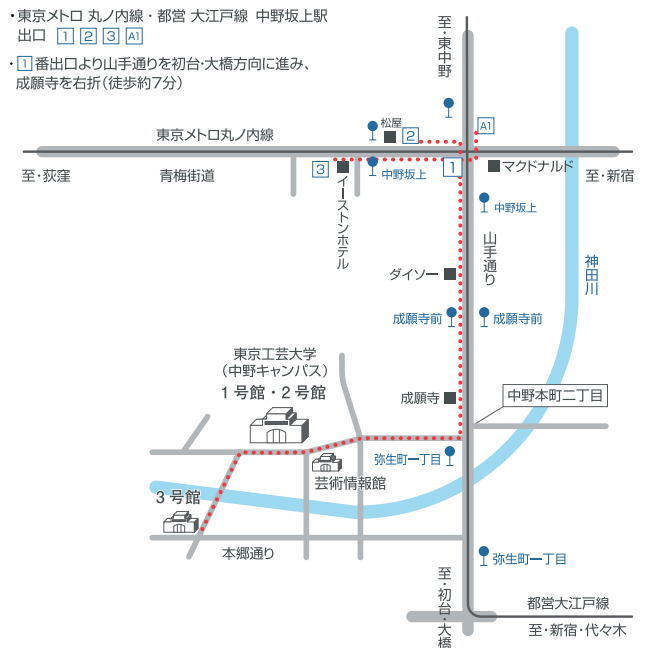 ・東京メトロ 丸ノ内線・都営 大江戸線 中野坂上駅
出口 1 2 3 A1
・1番出口より山手通りを初台・大橋方向に進み、
成願寺を右折（徒歩約7分）
至・東中野
松屋
2
A1
東京メトロ丸ノ内線
3
中野坂上
1
マクドナルド
至・荻窪
青梅街道
至・新宿
イーストンホテル
中野坂上
山手通り
神田川
ダイソー
成願寺前
成願寺前
東京工芸大学
（中野キャンパス）
1号館・2号館
成願寺
中野本町二丁目
弥生町一丁目
芸術情報館
3号館
本郷通り
弥生町一丁目
至・初台・大橋
都営大江戸線
至・新宿・代々木